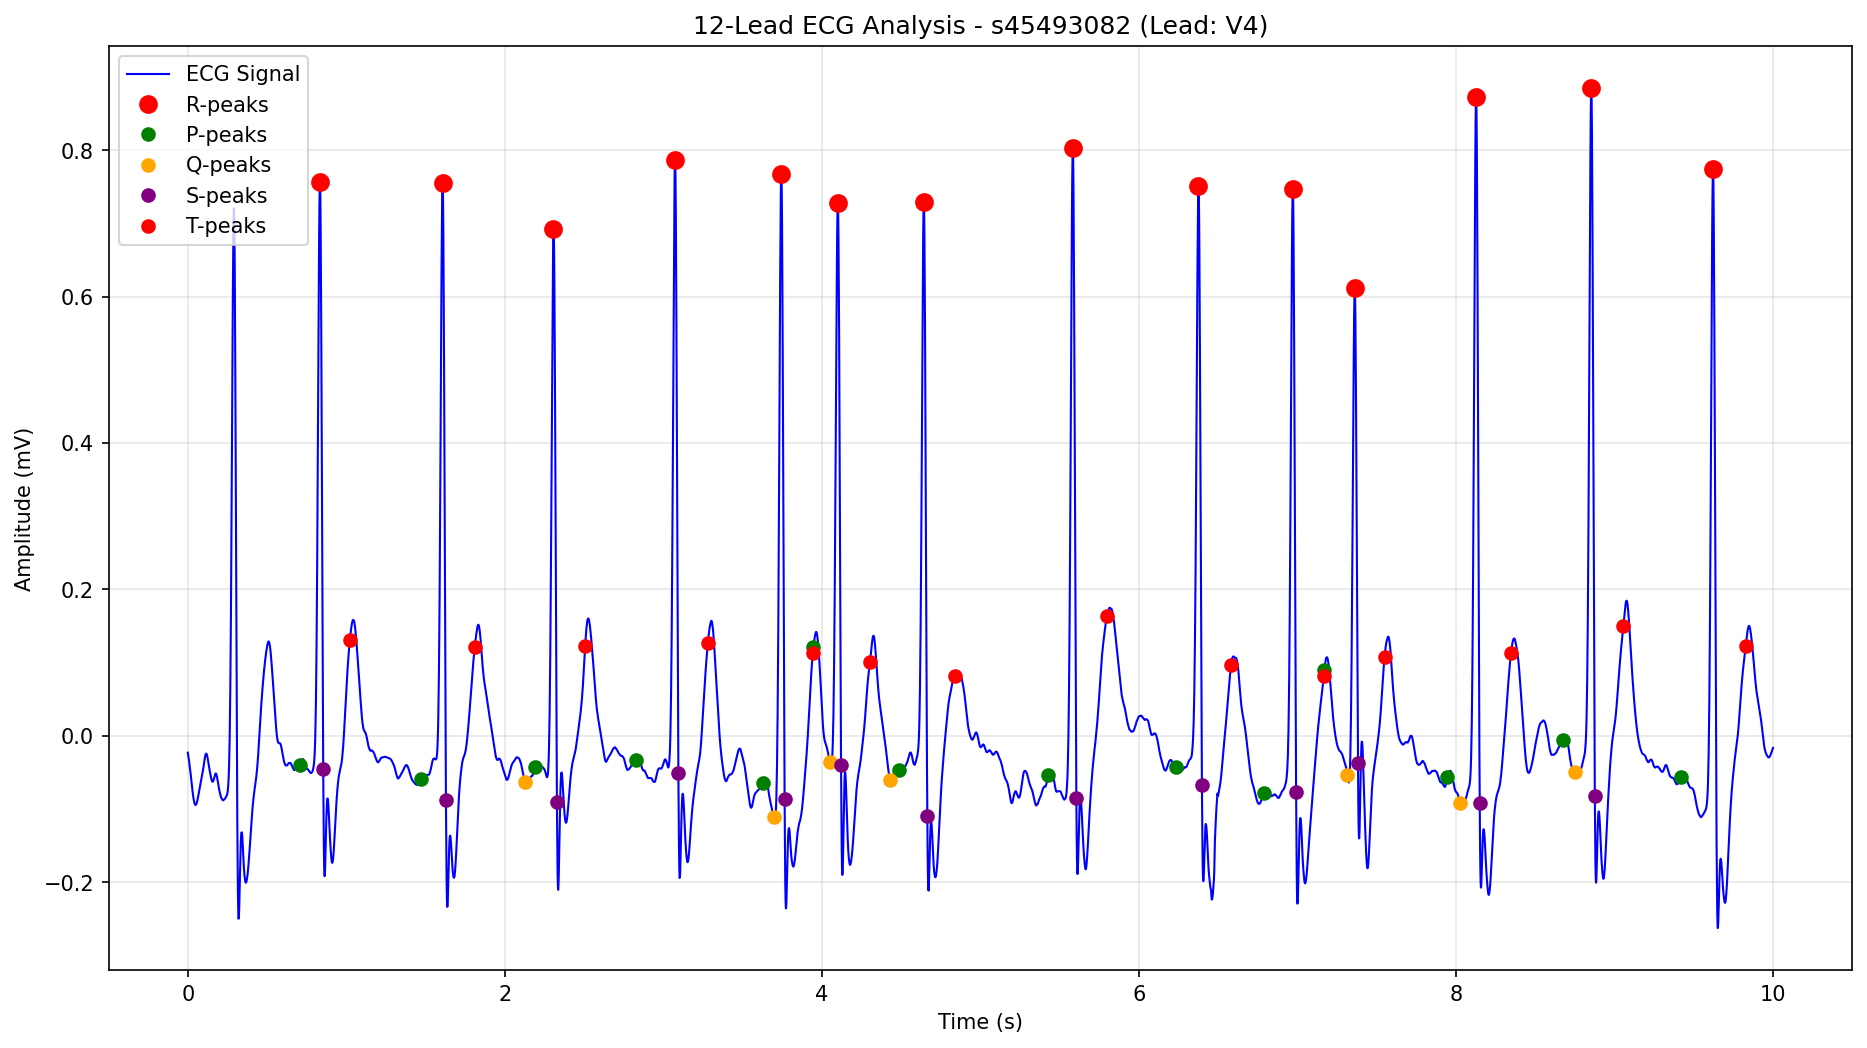 12-Lead ECG Analysis - s45493082 (Lead: V4)
ECG Signal
R-peaks
P-peaks
Q-peaks
S-peaks
T-peaks
Amplitude (mV)
0.8
0.6
0.4
0.2
0.0
−0.2
0 2 4 6 8 10
Time (s)